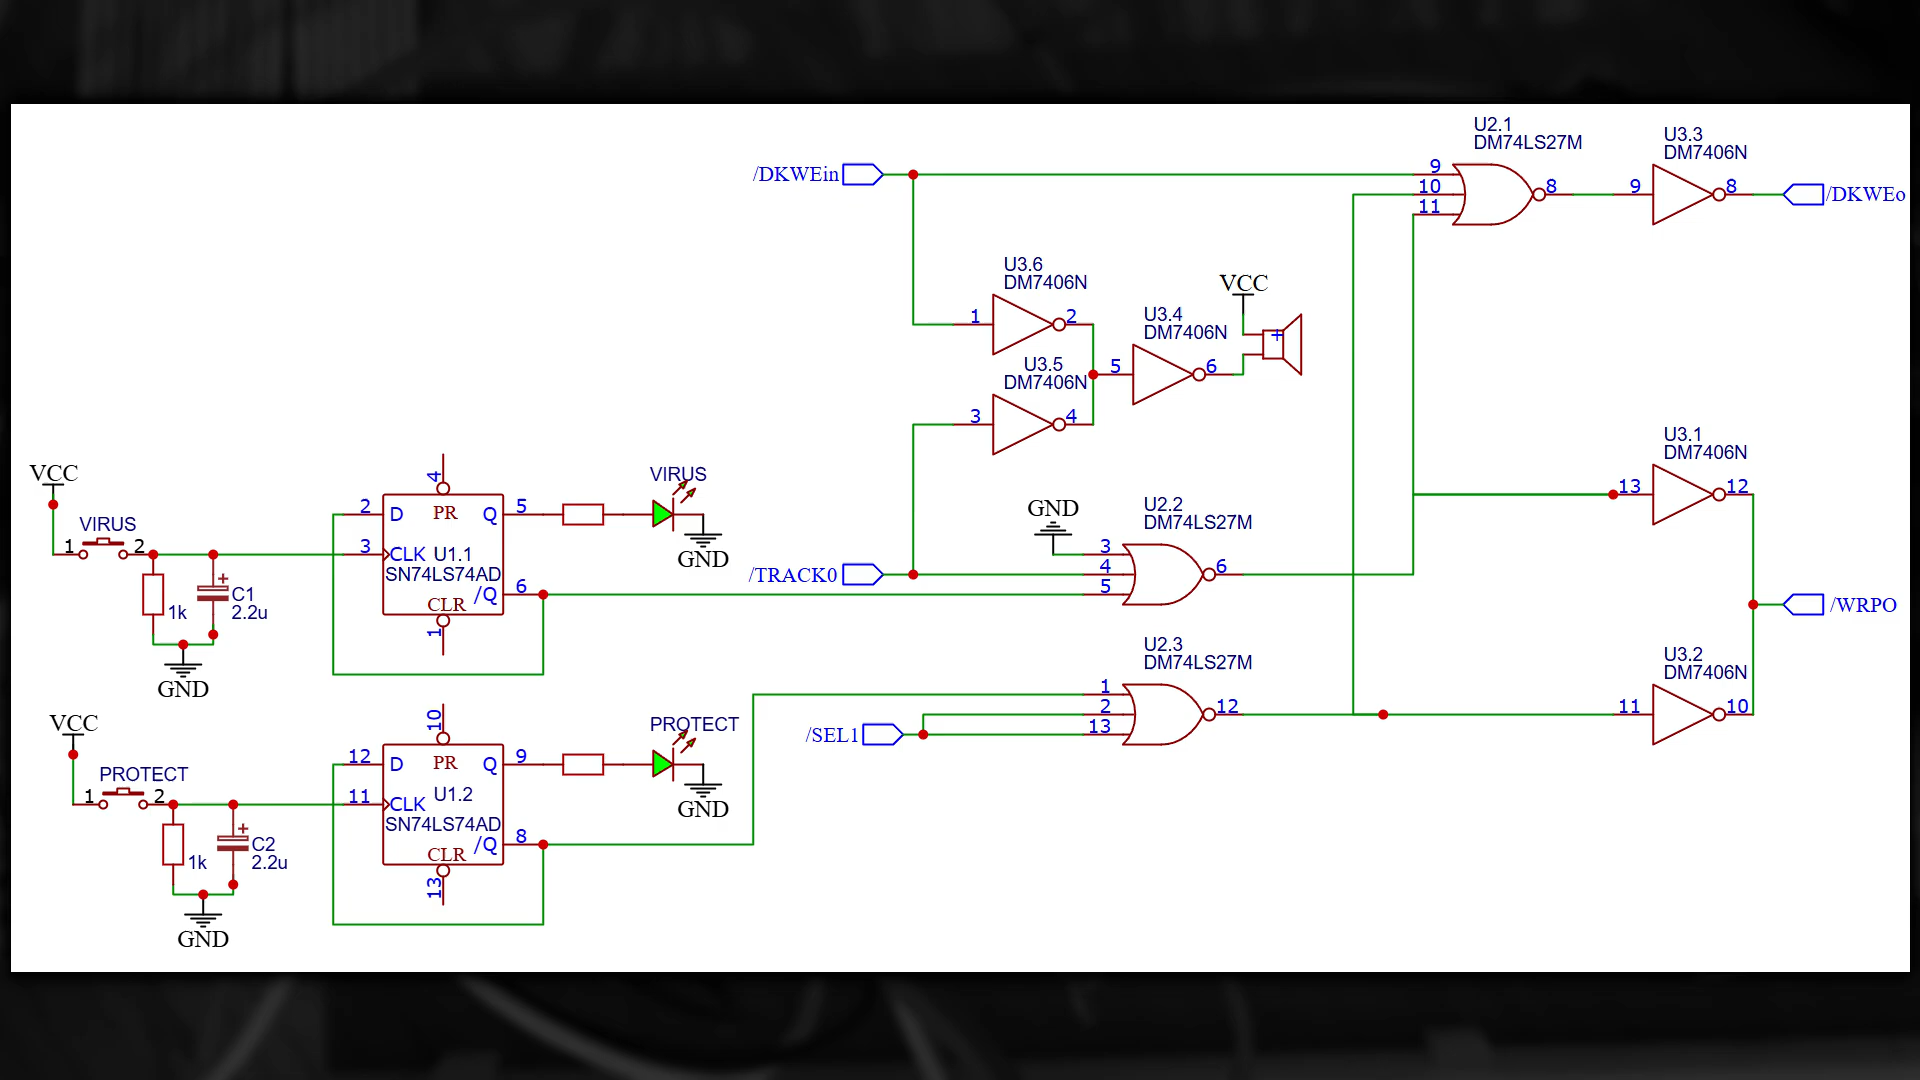 U2.1
DM74LS27M
U3.3
DM7406N
/DKWEin
9
10
11
8
9
8
/DKWEo
U3.6
DM7406N
1
2
VCC
U3.4
DM7406N
+
5
6
U3.5
DM7406N
3
4
U3.1
DM7406N
13
12
VCC
VIRUS
1
2
1k
C1
2.2u
+
GND
4
2
D
PR
Q
5
3
CLK
U1.1
SN74LS74AD
/Q
6
CLR
1
VIRUS
GND
GND
U2.2
DM74LS27M
/TRACK0
3
4
5
6
/WRPO
VCC
PROTECT
1
2
1k
C2
2.2u
+
GND
10
12
D
PR
Q
9
11
CLK
U1.2
SN74LS74AD
/Q
8
CLR
13
PROTECT
GND
U2.3
DM74LS27M
/SEL1
1
2
13
12
U3.2
DM7406N
11
10